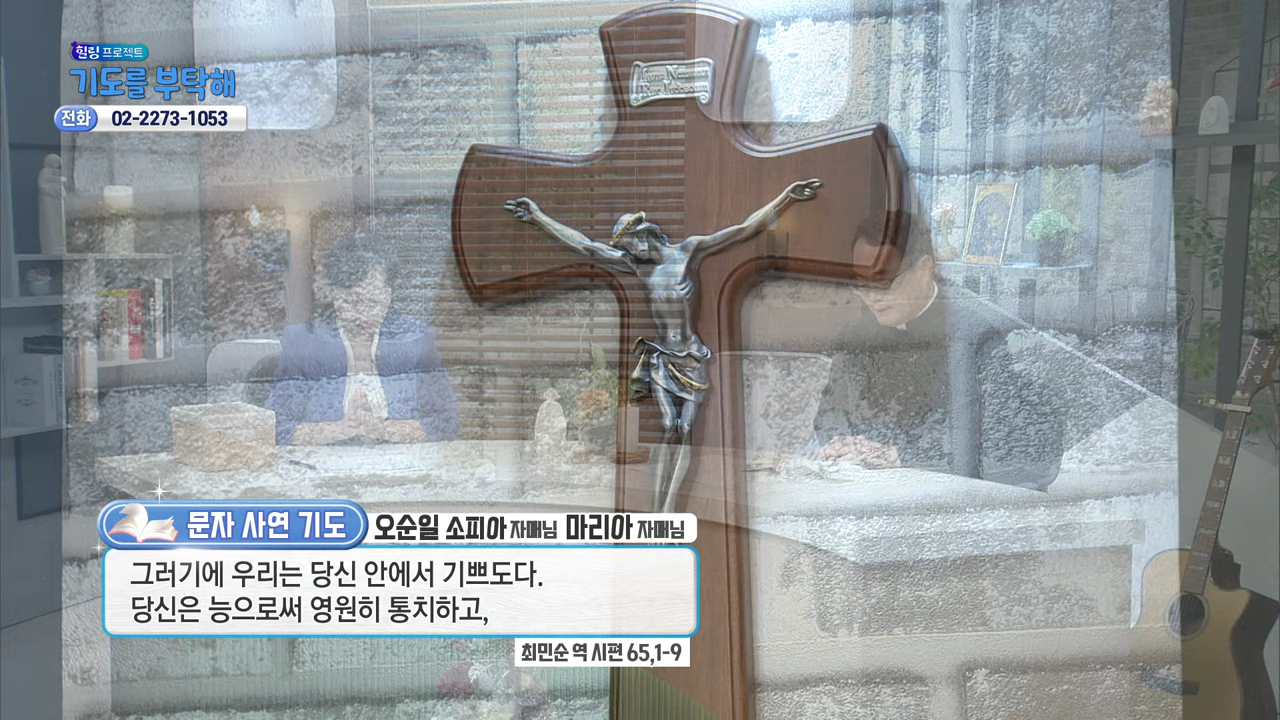 힐링 프로젝트
기도를 부탁해
전화 02-2273-1053
문자 사연 기도 오순일 소피아 자매님 마리아 자매님
그러기에 우리는 당신 안에서 기쁘도다.
당신은 능으로써 영원히 통치하고,
최민순 역 시편 65,1-9